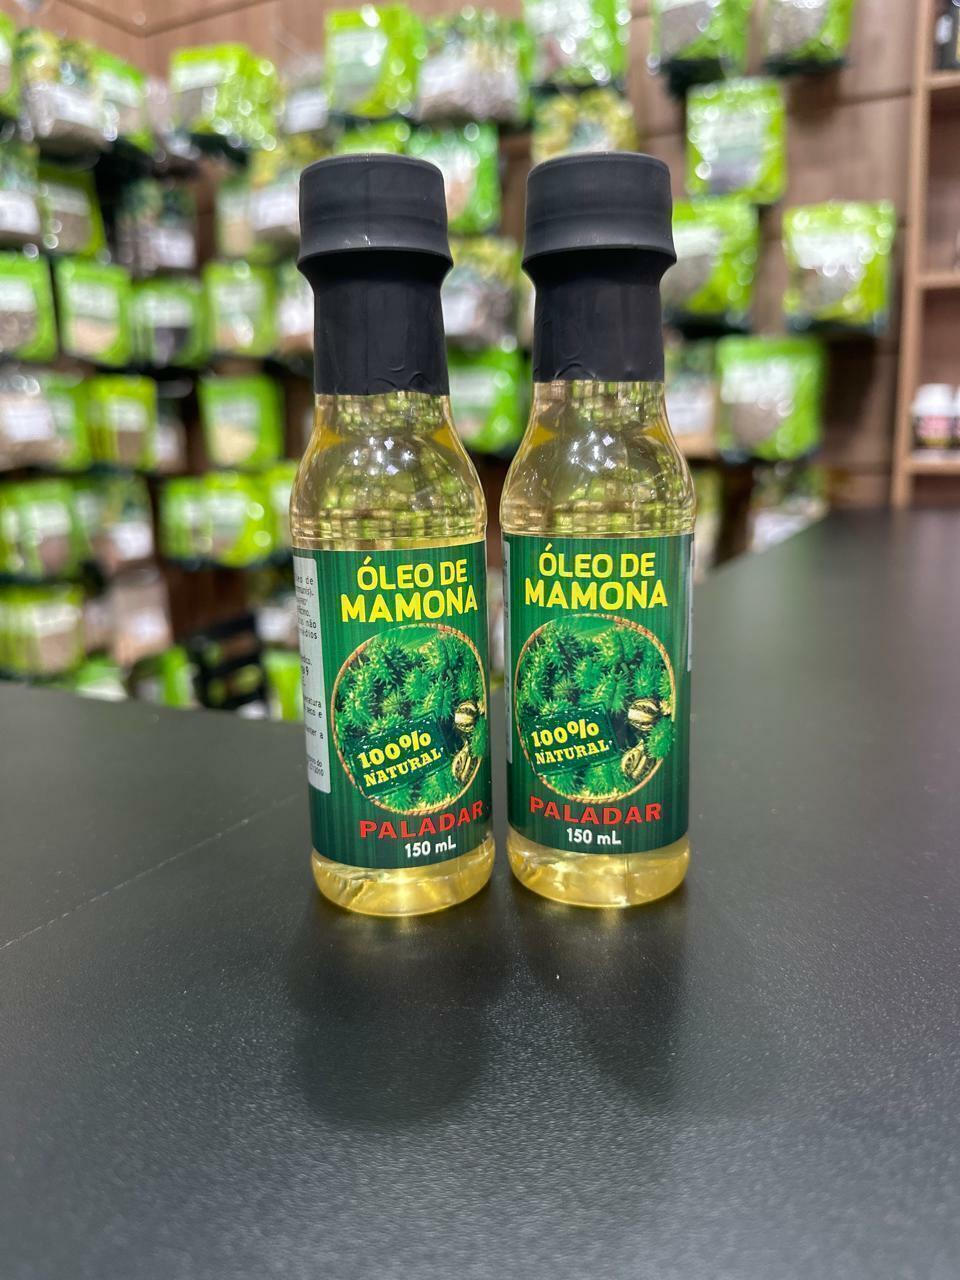 ÓLEO DE
MAMONA
100%
NATURAL
PALADAR
150 mL
ÓLEO DE
MAMONA
100%
NATURAL
PALADAR
150 mL